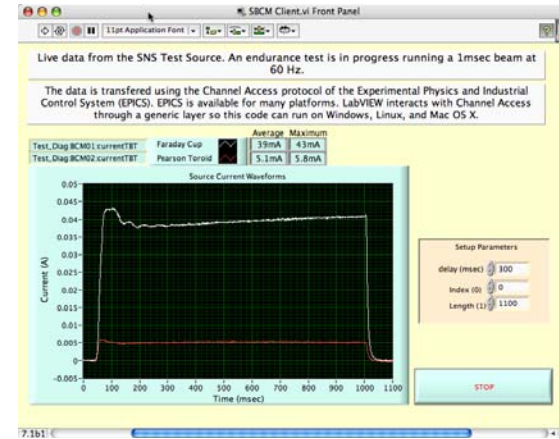 SBCM Client.vi Front Panel
11pt Application Font
Live data from the SNS Test Source. An endurance test is in progress running a 1msec beam at
60 Hz.
The data is transfered using the Channel Access protocol of the Experimental Physics and Industrial
Control System (EPICS). EPICS is available for many platforms. LabVIEW interacts with Channel Access
through a generic layer so this code can run on Windows, Linux, and Mac OS X.
Average Maximum
Test_Diag:BCM01:currentTBT Faraday Cup 39mA 43mA
Test_Diag:BCM02:currentTBT Pearson Toroid 5.1mA 5.8mA
Source Current Waveforms
0.05
0.045
0.04
0.035
0.03
0.025
0.02
0.015
0.01
0.005
0
-0.005
Current (A)
0 100 200 300 400 500 600 700 800 900 1000 1100
Time (msec)
Setup Parameters
delay (msec) 300
Index (0) 0
Length (1) 1100
STOP
7.1b1